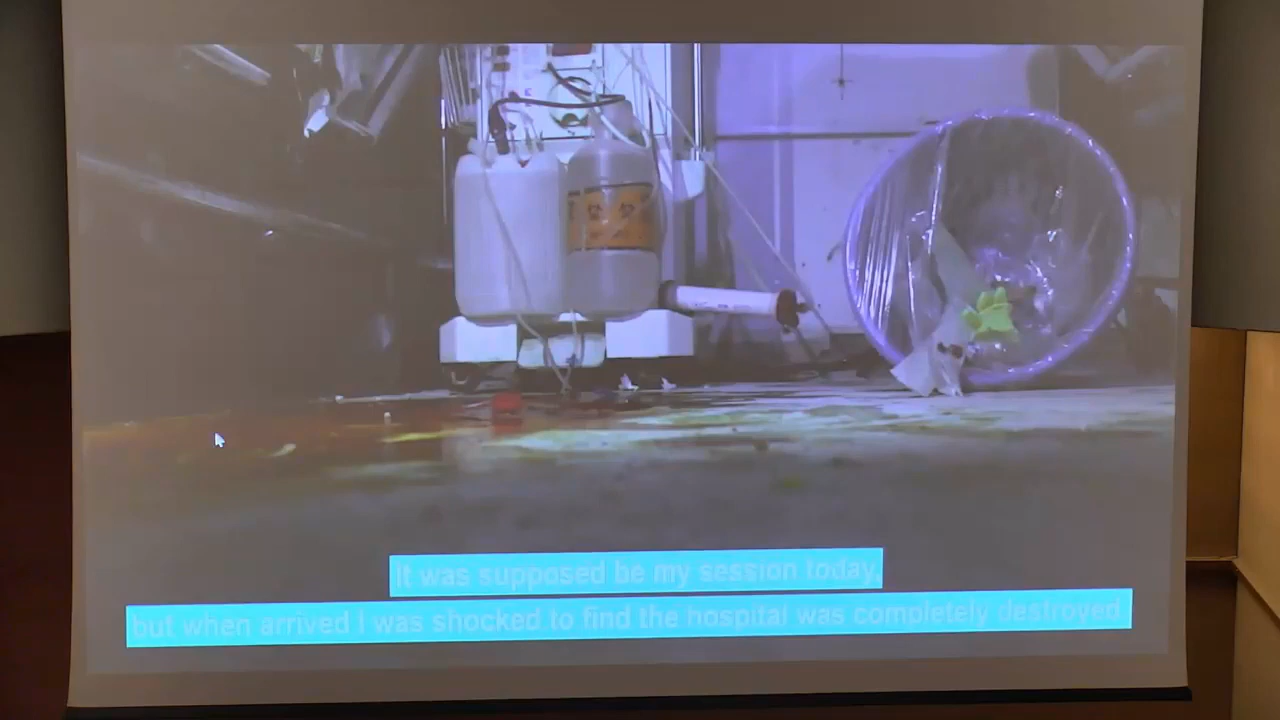 It was supposed be my session today,
but when arrived I was shocked to find the hospital was completely destroyed